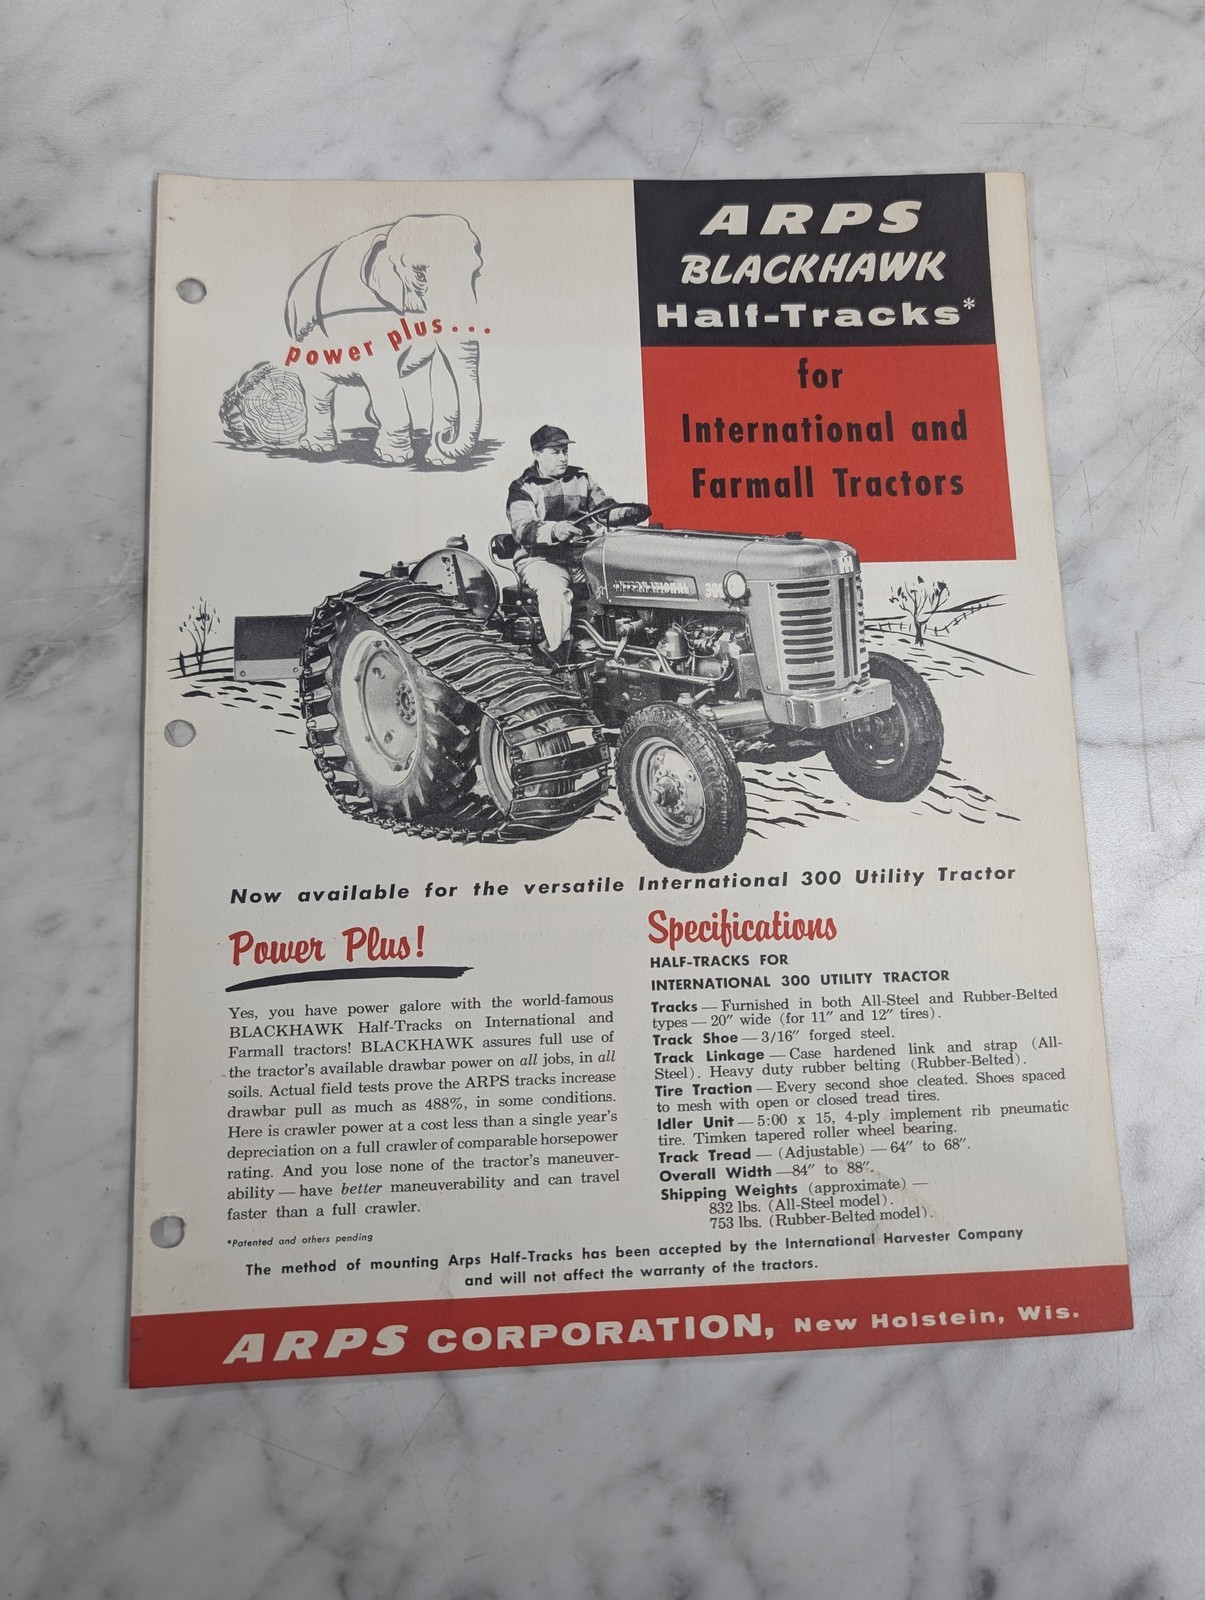 ARPS
BLACKHAWK
Half-Tracks*
for
International and
Farmall Tractors
power plus...
INTERNATIONAL 300
IH
Now available for the versatile International 300 Utility Tractor
Power Plus!
Yes, you have power galore with the world-famous
BLACKHAWK Half-Tracks on International and
Farmall tractors! BLACKHAWK assures full use of
the tractor's available drawbar power on all jobs, in all
soils. Actual field tests prove the ARPS tracks increase
drawbar pull as much as 488%, in some conditions.
Here is crawler power at a cost less than a single year's
depreciation on a full crawler of comparable horsepower
rating. And you lose none of the tractor's maneuver-
ability — have better maneuverability and can travel
faster than a full crawler.
*Patented and others pending
Specifications
HALF-TRACKS FOR
INTERNATIONAL 300 UTILITY TRACTOR
Tracks — Furnished in both All-Steel and Rubber-Belted
types — 20″ wide (for 11″ and 12″ tires).
Track Shoe — 3/16″ forged steel.
Track Linkage — Case hardened link and strap (All-
Steel). Heavy duty rubber belting (Rubber-Belted).
Tire Traction — Every second shoe cleated. Shoes spaced
to mesh with open or closed tread tires.
Idler Unit — 5:00 x 15, 4-ply implement rib pneumatic
tire. Timken tapered roller wheel bearing.
Track Tread — (Adjustable) — 64″ to 68″.
Overall Width —84″ to 88″.
Shipping Weights (approximate) —
832 lbs. (All-Steel model).
753 lbs. (Rubber-Belted model).
The method of mounting Arps Half-Tracks has been accepted by the International Harvester Company
and will not affect the warranty of the tractors.
ARPS CORPORATION, New Holstein, Wis.